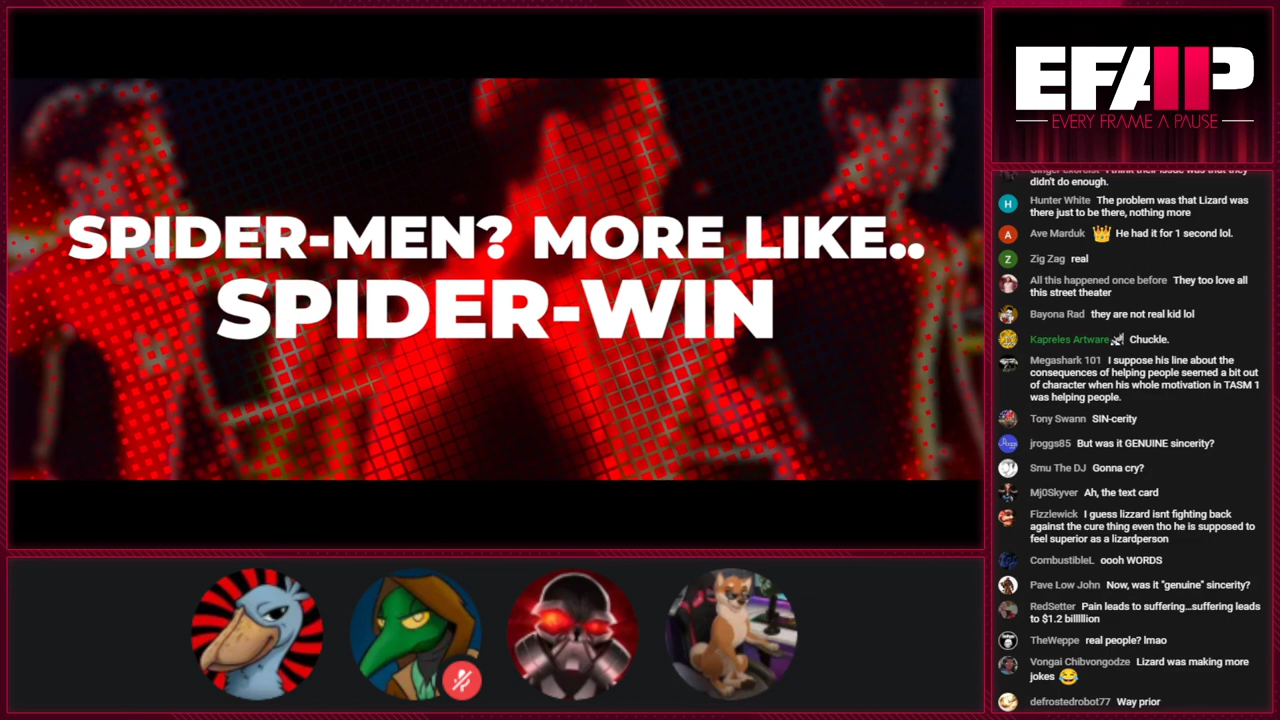 SPIDER-MEN? MORE LIKE..
SPIDER-WIN
EFAP
EVERY FRAME A PAUSE
didn't do enough.
Hunter White The problem was that Lizard was
there just to be there, nothing more
Ave Marduk He had it for 1 second lol.
Zig Zag real
All this happened once before They too love all
this street theater
Bayona Rad they are not real kid lol
Kapreles Artware Chuckle.
Megashark 101 I suppose his line about the
consequences of helping people seemed a bit out
of character when his whole motivation in TASM 1
was helping people.
Tony Swann SIN-cerity
jroggs85 But was it GENUINE sincerity?
Smu The DJ Gonna cry?
Mj0Skyver Ah, the text card
Fizzlewick I guess lizzard isnt fighting back
against the cure thing even tho he is supposed to
feel superior as a lizardperson
CombustibleL oooh WORDS
Pave Low John Now, was it "genuine" sincerity?
RedSetter Pain leads to suffering...suffering leads
to $1.2 billlllion
TheWeppe real people? lmao
Vongai Chibvongodze Lizard was making more
jokes
defrostedrobot77 Way prior